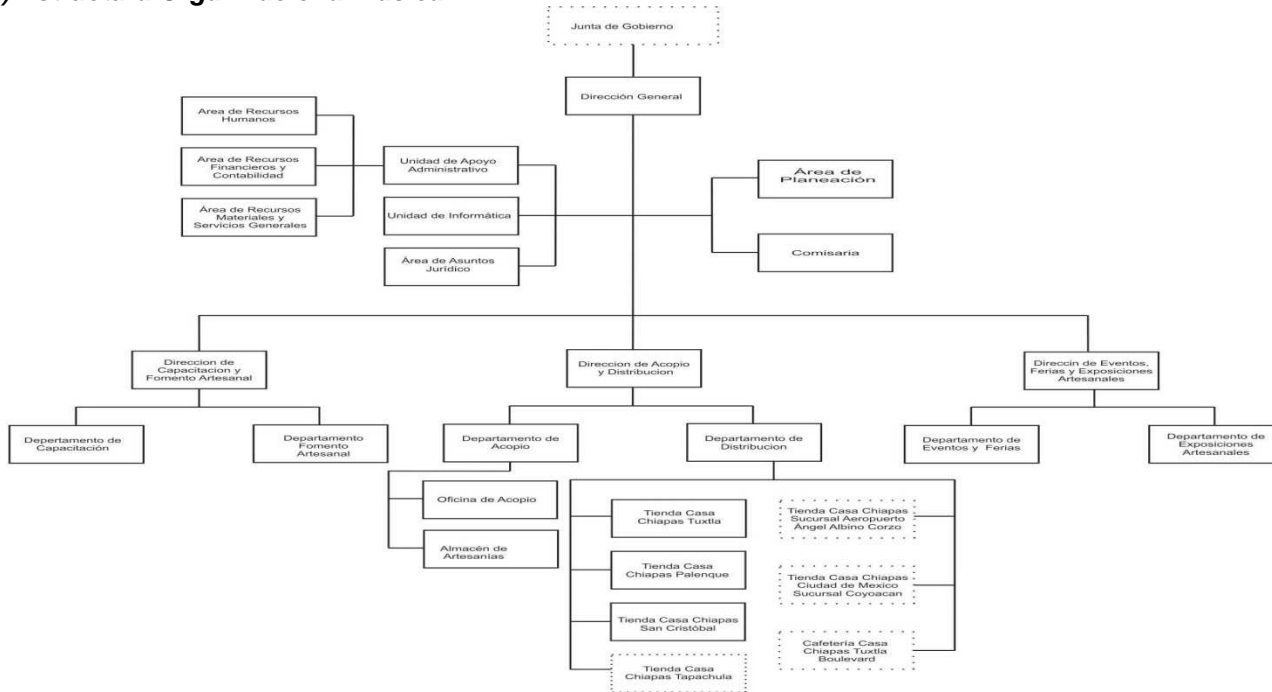 Junta de Gobierno
Dirección General
Area de Recursos
Humanos
Area de Recursos
Financieros y
Contabilidad
Área de Recursos
Materiales y
Servicios Generales
Unidad de Apoyo
Administrativo
Unidad de Informática
Área de Asuntos
Jurídico
Área de
Planeación
Comisaria
Direccion de
Capacitacion y
Fomento Artesanal
Direccion de Acopio
y Distribucion
Direccin de Eventos,
Ferias y Exposiciones
Artesanales
Depertamento de
Capacitación
Departamento
Fomento
Artesanal
Departamento de
Acopio
Departamento de
Distribucion
Departamento de
Eventos y Ferias
Departamento de
Exposiciones
Artesanales
Oficina de Acopio
Almacén de
Artesanías
Tienda Casa
Chiapas Tuxtla
Tienda Casa
Chiapas Palenque
Tienda Casa Chiapas
San Cristóbal
Tienda Casa
Chiapas Tapachula
Tienda Casa Chiapas
Sucursal Aeropuerto
Ángel Albino Corzo
Tienda Casa Chiapas
Ciudad de Mexico
Sucursal Coyoacan
Cafetería Casa
Chiapas Tuxtla
Boulevard